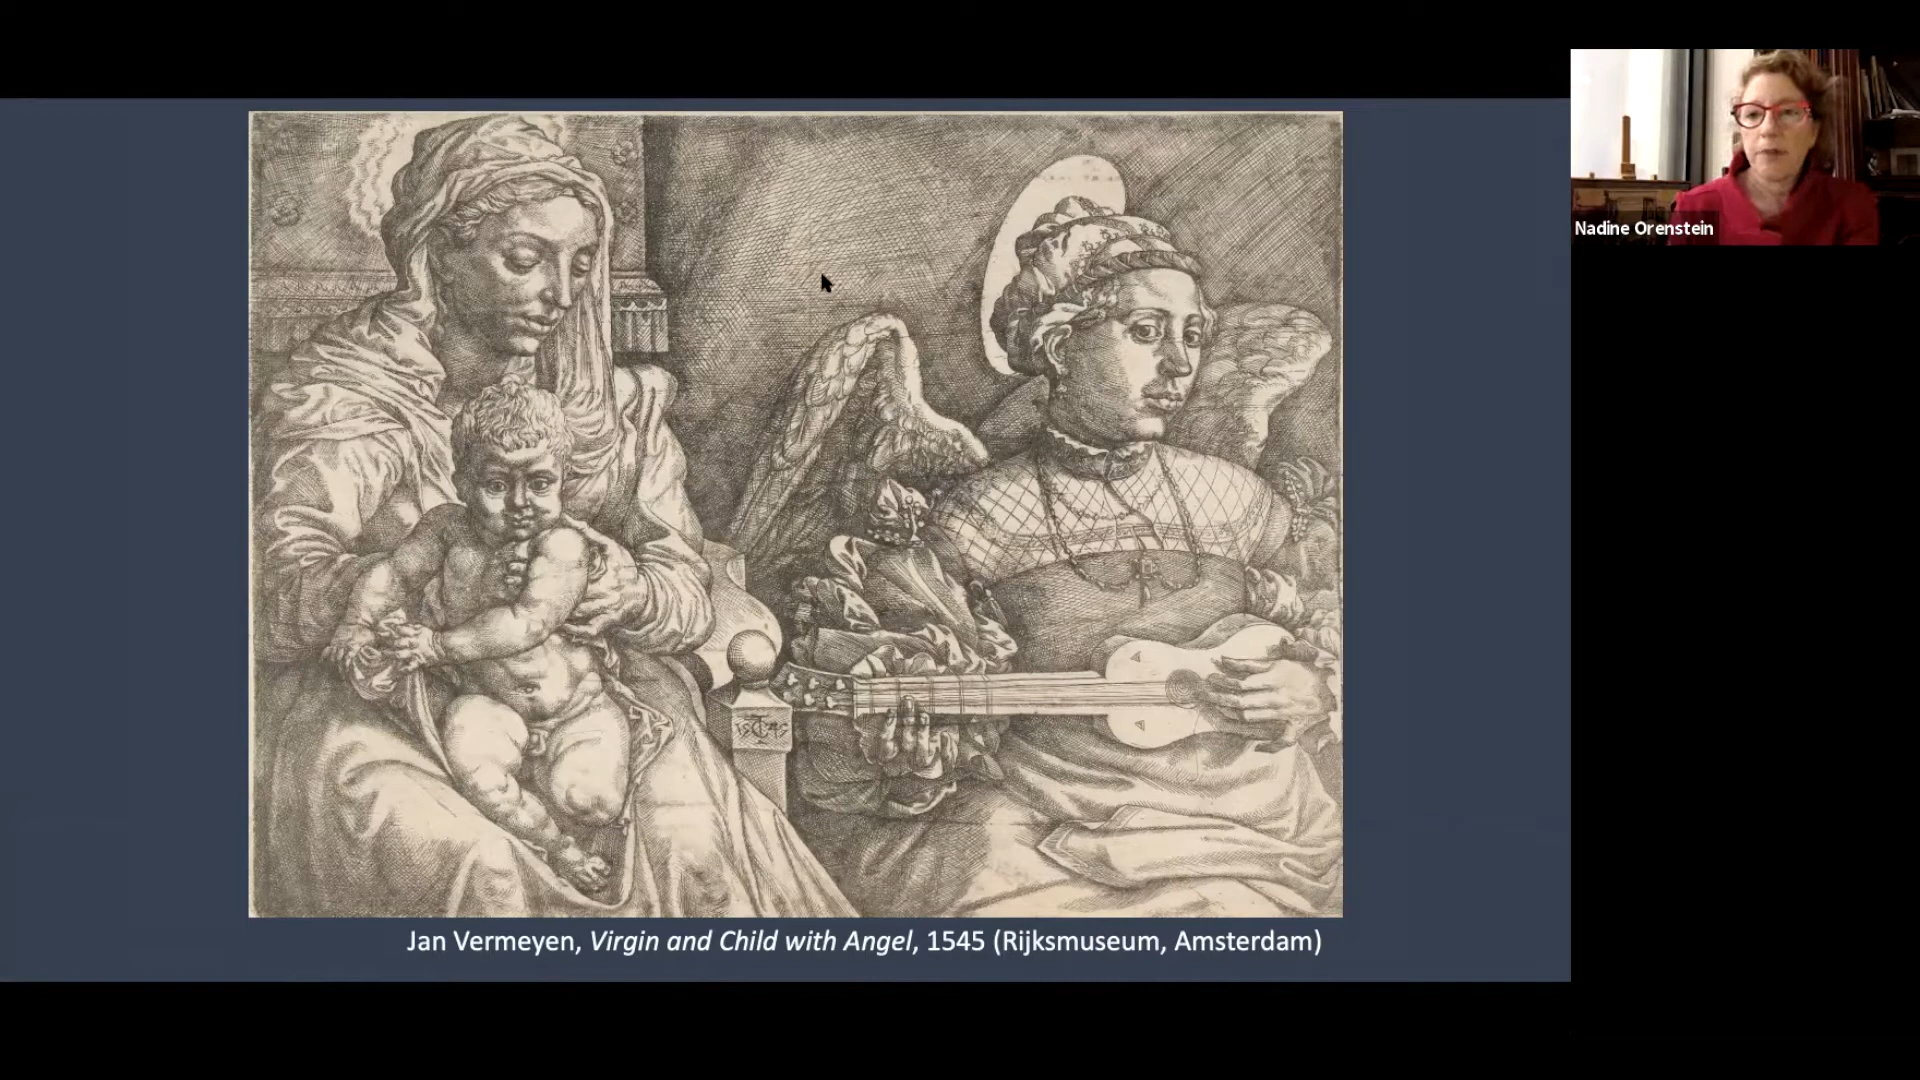 Nadine Orenstein
Jan Vermeyen, Virgin and Child with Angel, 1545 (Rijksmuseum, Amsterdam)